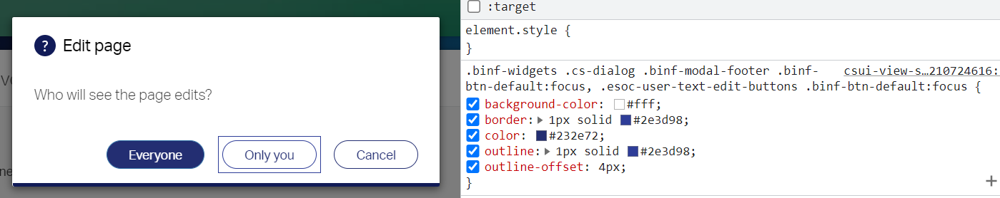 Edit page
Who will see the page edits?
Everyone
Only you
Cancel
:target
element.style {
}
.binf-widgets .cs-dialog .binf-modal-footer .binf- csui-view-s…210724616:
btn-default:focus, .esoc-user-text-edit-buttons .binf-btn-default:focus {
background-color: #fff;
border: 1px solid #2e3d98;
color: #232e72;
outline: 1px solid #2e3d98;
outline-offset: 4px;
}